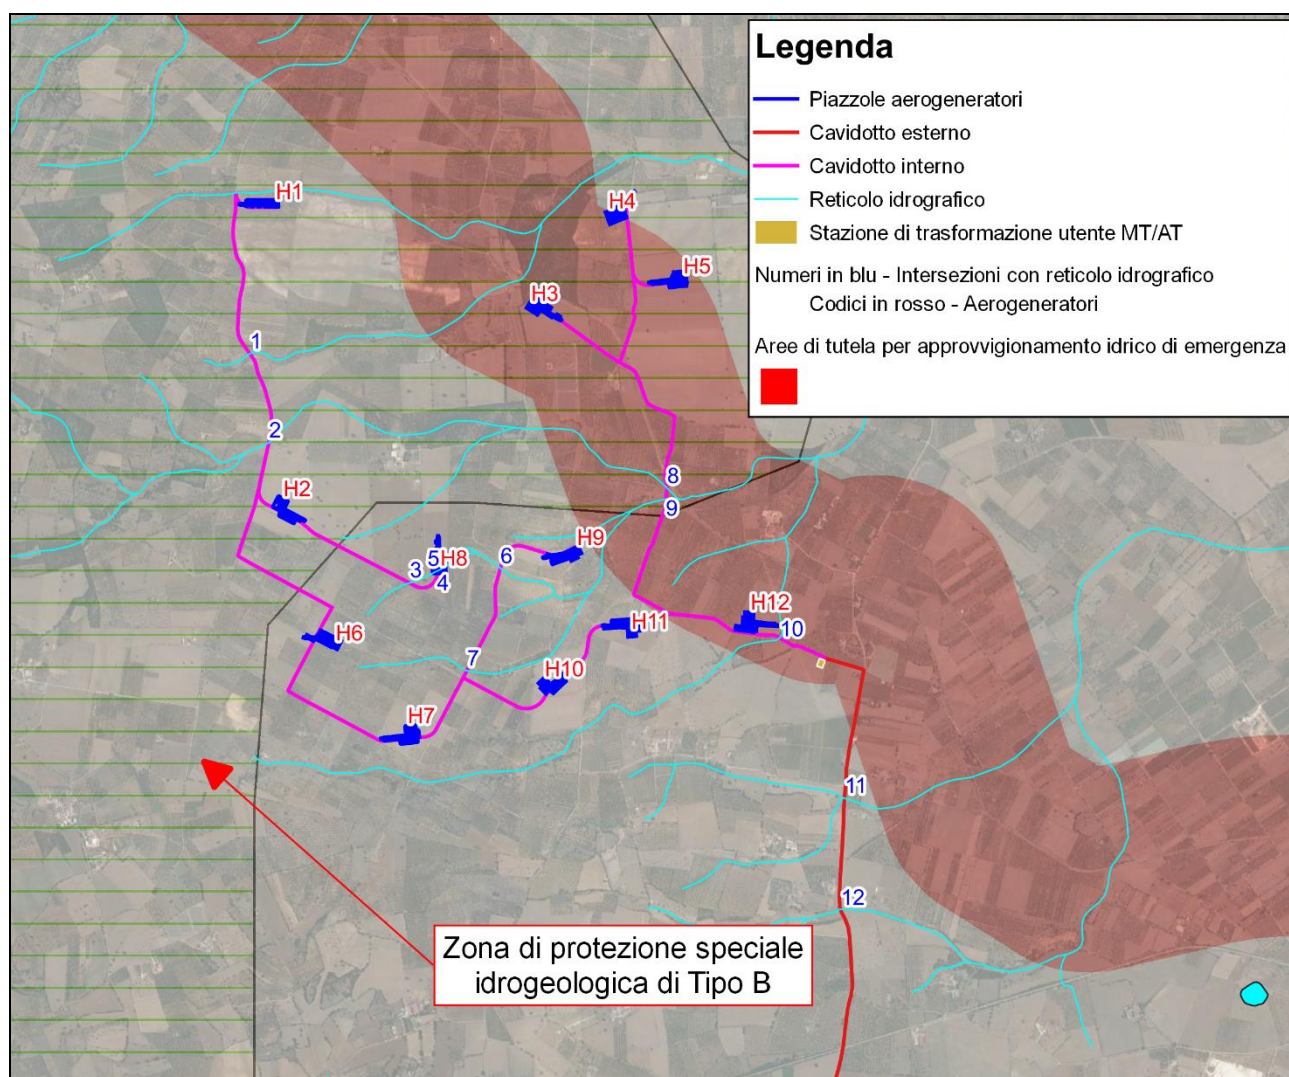 Legenda
Piazzole aerogeneratori
Cavidotto esterno
Cavidotto interno
Reticolo idrografico
Stazione di trasformazione utente MT/AT
Numeri in blu - Intersezioni con reticolo idrografico
Codici in rosso - Aerogeneratori
Aree di tutela per approvvigionamento idrico di emergenza
H1
H4
H5
H3
1
2
8
H2
9
5
H8
6
H9
3
4
H12
H11
10
H6
7
H10
H7
11
12
Zona di protezione speciale
idrogeologica di Tipo B